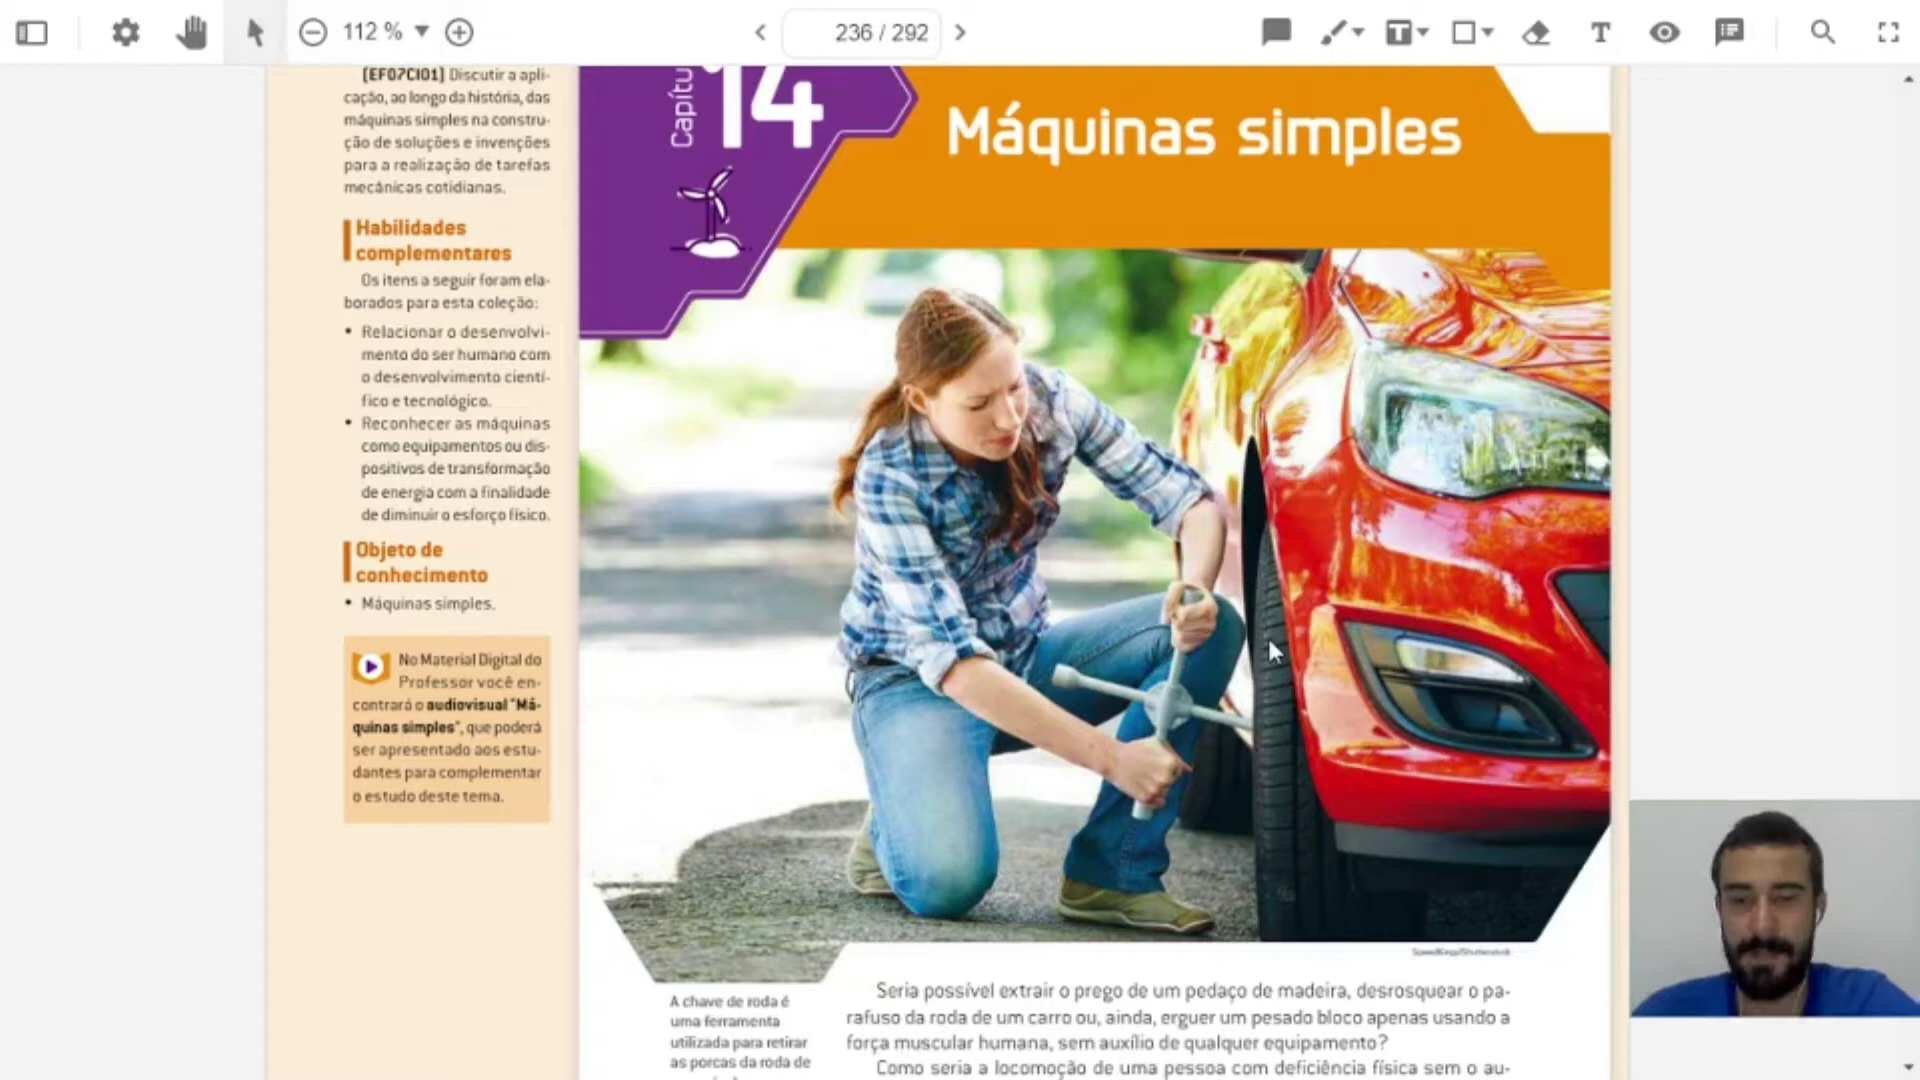 112 %
236 / 292
(EF07CI01) Discutir a apli-
cação, ao longo da história, das
máquinas simples na constru-
ção de soluções e invenções
para a realização de tarefas
mecânicas cotidianas.
Habilidades
complementares
Os itens a seguir foram ela-
borados para esta coleção:
• Relacionar o desenvolvi-
mento do ser humano com
o desenvolvimento cientí-
fico e tecnológico.
• Reconhecer as máquinas
como equipamentos ou dis-
positivos de transformação
de energia com a finalidade
de diminuir o esforço físico.
Objeto de
conhecimento
• Máquinas simples.
No Material Digital do
Professor você en-
contrará o audiovisual "Má-
quinas simples", que poderá
ser apresentado aos estu-
dantes para complementar
o estudo deste tema.
Capítu
14
Máquinas simples
SpeedKingz/Shutterstock
A chave de roda é
uma ferramenta
utilizada para retirar
as porcas da roda de
Seria possível extrair o prego de um pedaço de madeira, desrosquear o pa-
rafuso da roda de um carro ou, ainda, erguer um pesado bloco apenas usando a
força muscular humana, sem auxílio de qualquer equipamento?
Como seria a locomoção de uma pessoa com deficiência física sem o au-